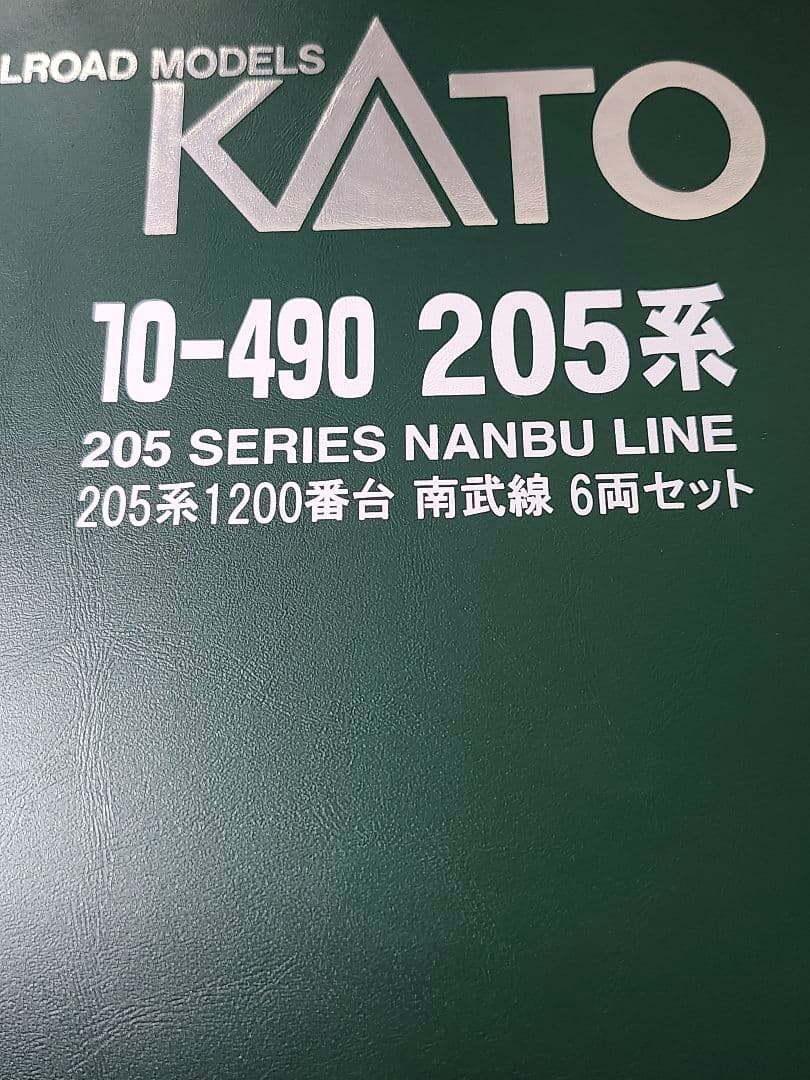 LROAD MODELS
KATO
10-490 205系
205 SERIES NANBU LINE
205系1200番台 南武線 6両セット